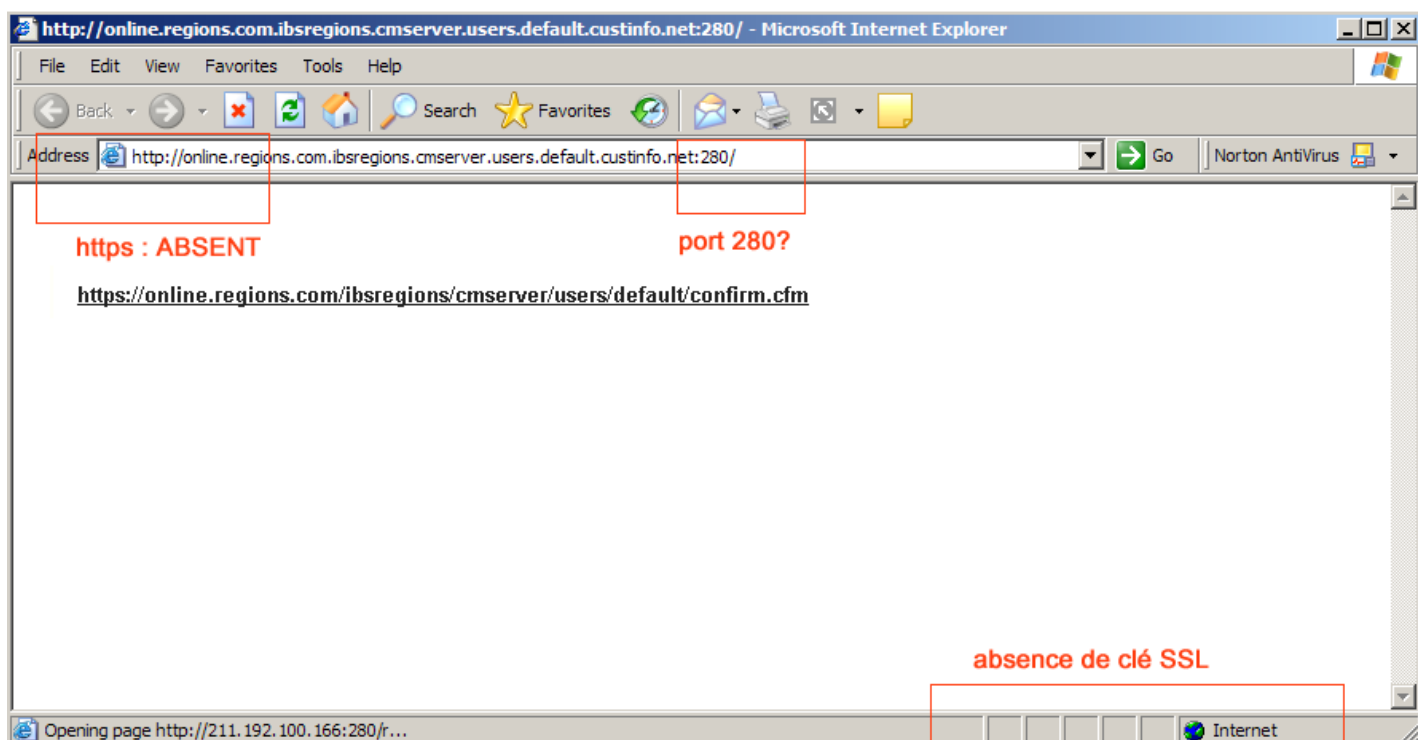 http://online.regions.com.ibsregions.cmserver.users.default.custinfo.net:280/ - Microsoft Internet Explorer
File Edit View Favorites Tools Help
Back Search Favorites
Address http://online.regions.com.ibsregions.cmserver.users.default.custinfo.net:280/ Go Norton AntiVirus
https : ABSENT port 280?
https://online.regions.com/ibsregions/cmserver/users/default/confirm.cfm
absence de clé SSL
Opening page http://211.192.100.166:280/r... Internet